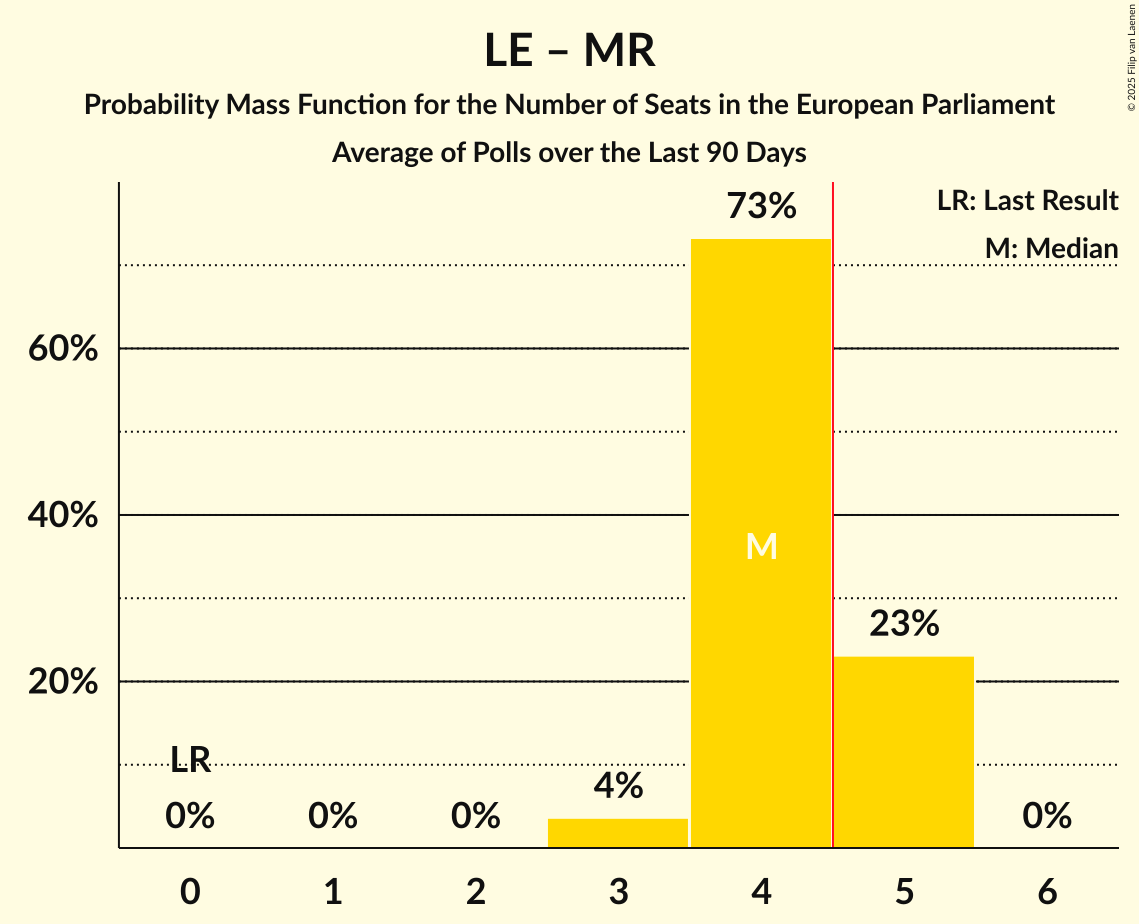 LE – MR
Probability Mass Function for the Number of Seats in the European Parliament
Average of Polls over the Last 90 Days
© 2025 Filip van Laenen
LR: Last Result
M: Median
73%
60%
40%
M
23%
20%
LR
4%
0% 0% 0% 0%
0 1 2 3 4 5 6